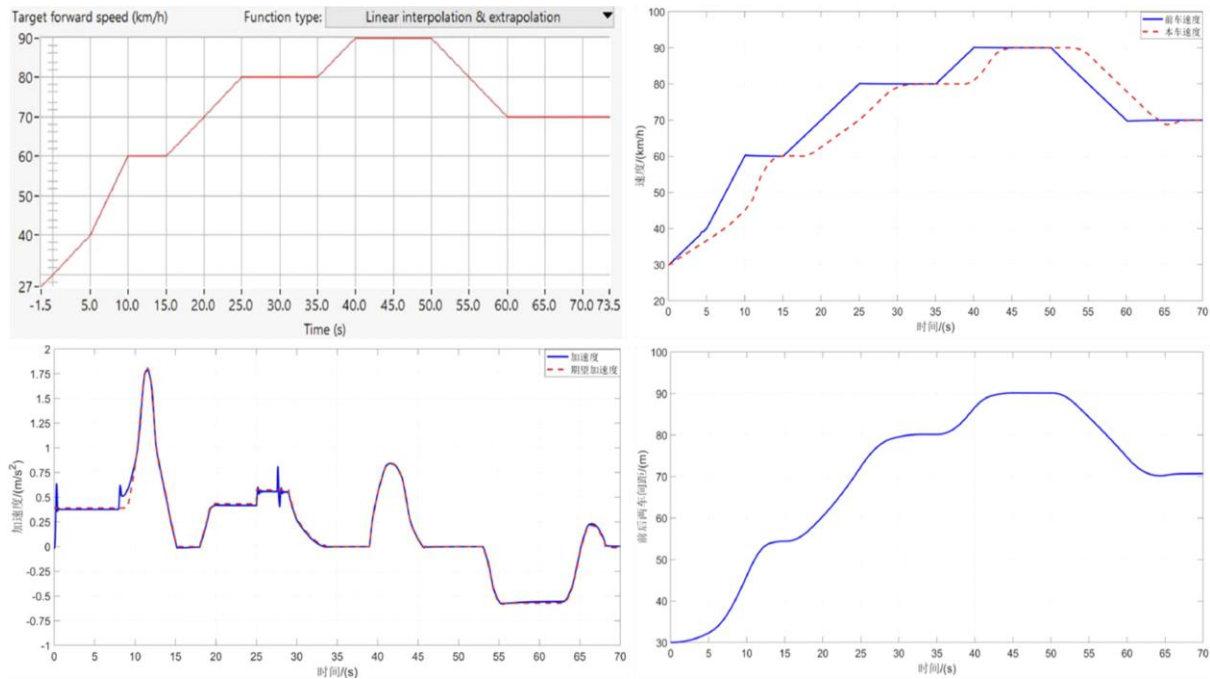 Target forward speed (km/h) Function type: Linear interpolation & extrapolation
90
80
70
60
50
40
27
-1.5 5.0 10.0 15.0 20.0 25.0 30.0 35.0 40.0 45.0 50.0 55.0 60.0 65.0 70.0 73.5
Time (s)
100
90
80
70
60
50
40
30
20
速度/(km/h)
前车速度
本车速度
0 5 10 15 20 25 30 35 40 45 50 55 60 65 70
时间/(s)
2
1.75
1.5
1.25
1
0.75
0.5
0.25
0
-0.25
-0.5
-0.75
-1
加速度/(m/s²)
加速度
期望加速度
0 5 10 15 20 25 30 35 40 45 50 55 60 65 70
时间/(s)
100
90
80
70
60
50
40
30
前后两车间距/(m)
0 5 10 15 20 25 30 35 40 45 50 55 60 65 70
时间/(s)